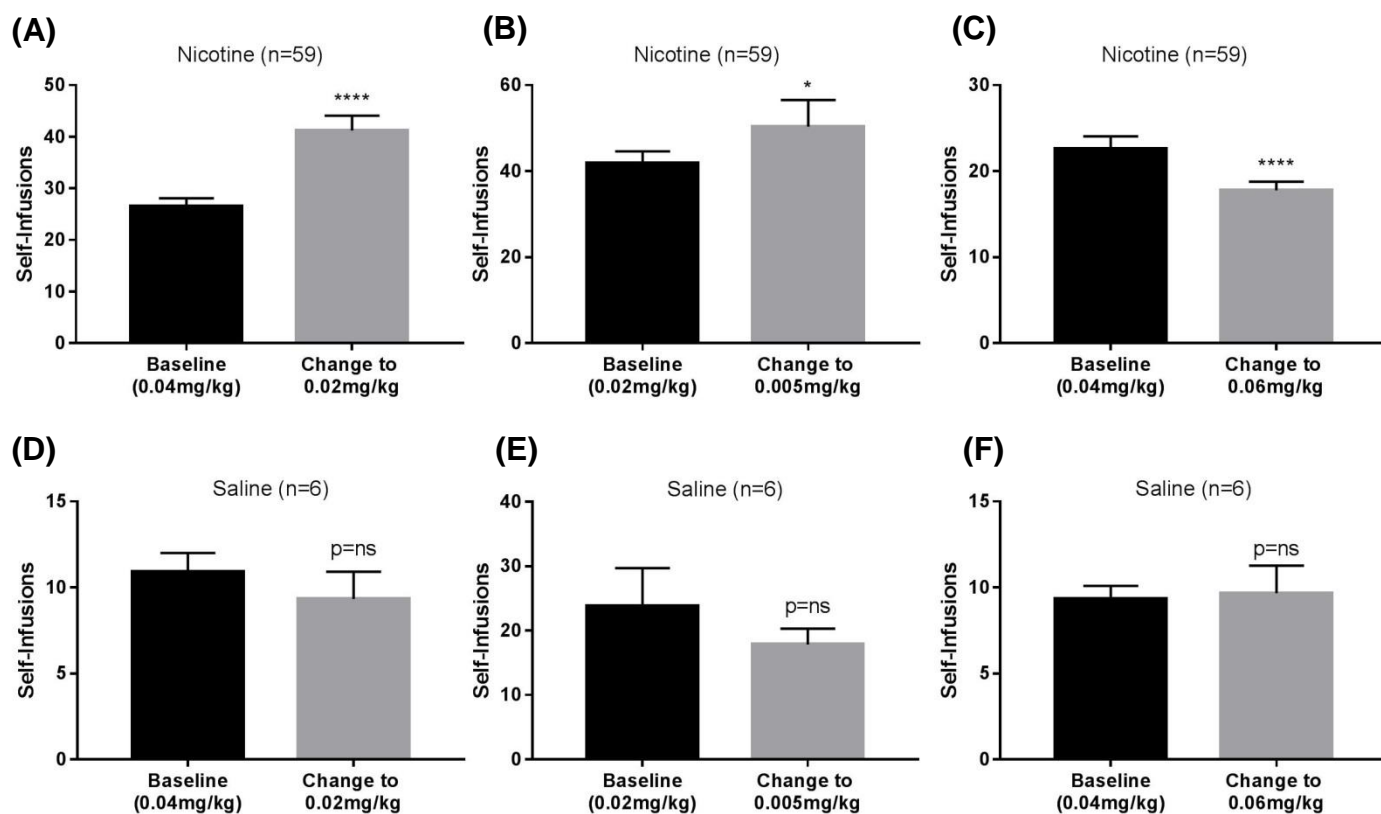 (A)
Nicotine (n=59)
Self-Infusions
50
40
30
20
10
0
****
Baseline
(0.04mg/kg)
Change to
0.02mg/kg
(B)
Nicotine (n=59)
Self-Infusions
60
40
20
0
*
Baseline
(0.02mg/kg)
Change to
0.005mg/kg
(C)
Nicotine (n=59)
Self-Infusions
30
20
10
0
****
Baseline
(0.04mg/kg)
Change to
0.06mg/kg
(D)
Saline (n=6)
Self-Infusions
15
10
5
0
p=ns
Baseline
(0.04mg/kg)
Change to
0.02mg/kg
(E)
Saline (n=6)
Self-Infusions
40
30
20
10
0
p=ns
Baseline
(0.02mg/kg)
Change to
0.005mg/kg
(F)
Saline (n=6)
Self-Infusions
15
10
5
0
p=ns
Baseline
(0.04mg/kg)
Change to
0.06mg/kg